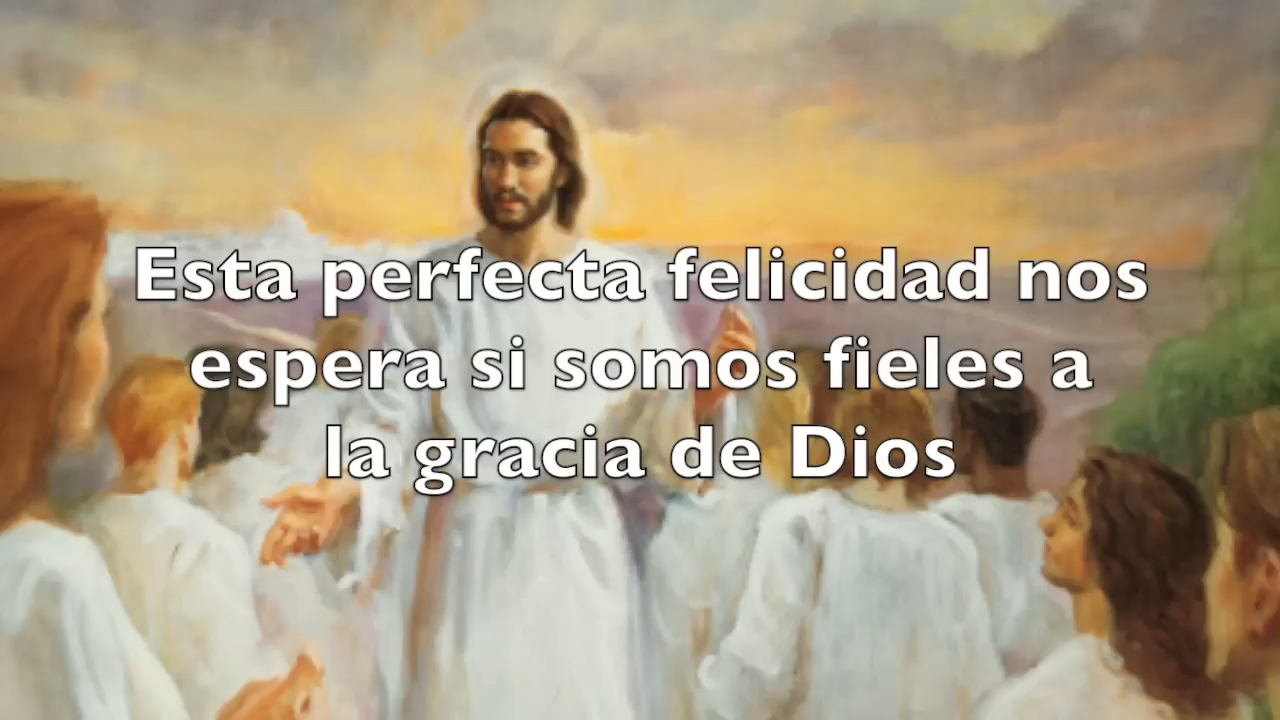 Esta perfecta felicidad nos
espera si somos fieles a
la gracia de Dios